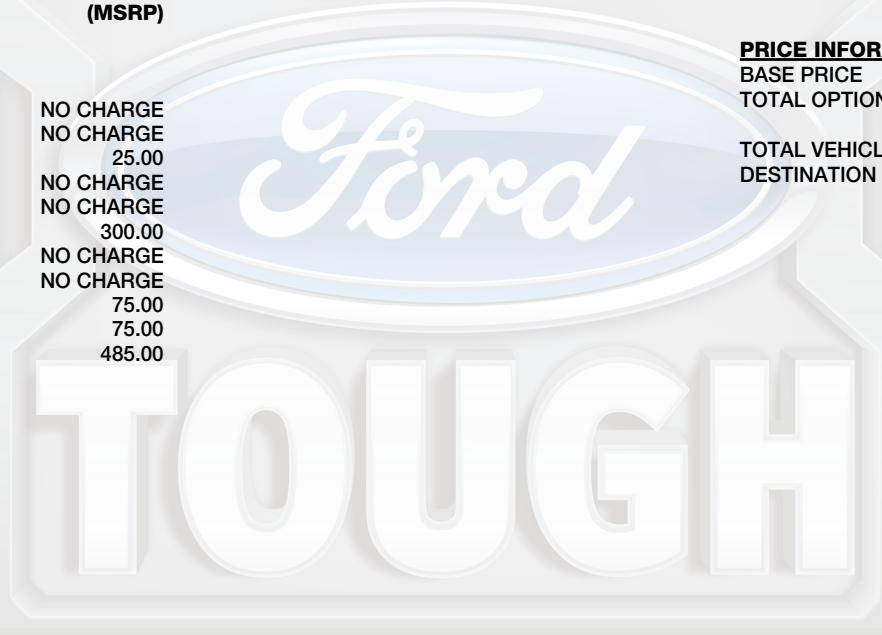 (MSRP)
NO CHARGE
NO CHARGE
25.00
NO CHARGE
NO CHARGE
300.00
NO CHARGE
NO CHARGE
75.00
75.00
485.00
PRICE INFOR
BASE PRICE
TOTAL OPTION
TOTAL VEHICL
DESTINATION
Ford
TOUGH